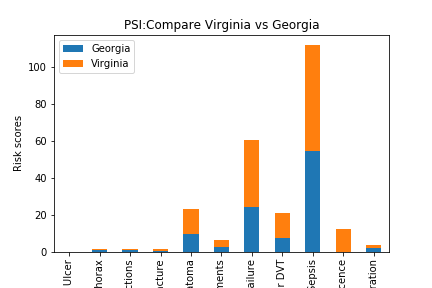 PSI:Compare Virginia vs Georgia
Georgia
Virginia
Risk scores
100
80
60
40
20
0
Ulcer
horax
ctions
cture
atoma
ments
ailure
r DVT
epsis
cence
ration